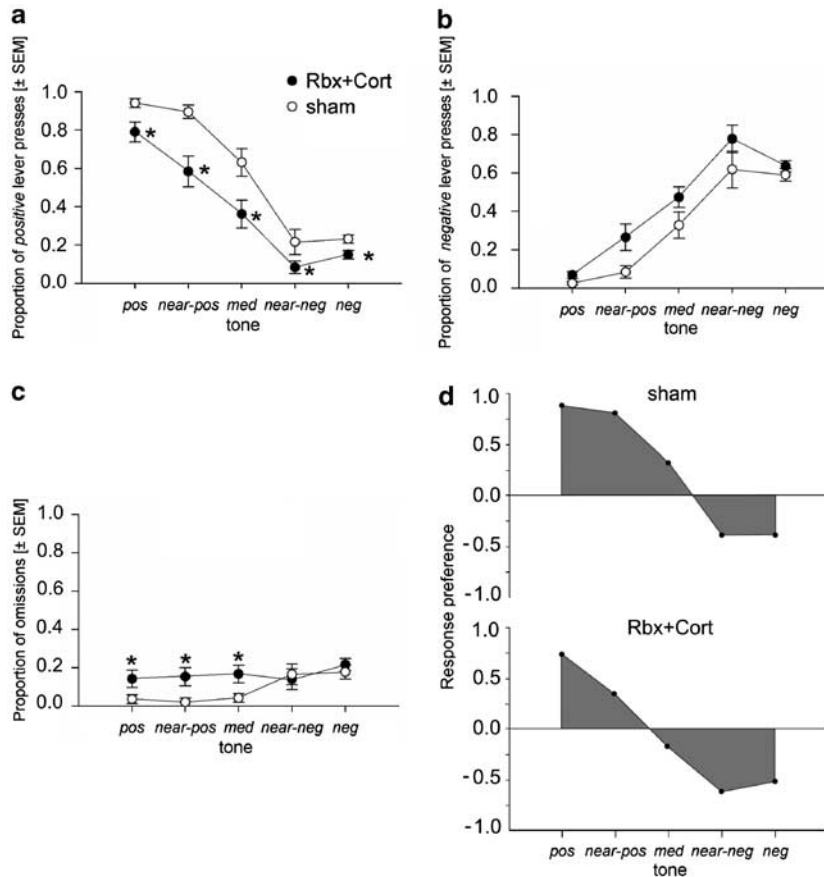 a
Proportion of positive lever presses [± SEM]
1.0
0.8
0.6
0.4
0.2
0.0
Rbx+Cort
sham
*
*
*
*
*
pos near-pos med near-neg neg
tone
b
Proportion of negative lever presses [± SEM]
1.0
0.8
0.6
0.4
0.2
0.0
pos near-pos med near-neg neg
tone
c
Proportion of omissions [± SEM]
1.0
0.8
0.6
0.4
0.2
0.0
* * *
pos near-pos med near-neg neg
tone
d
Response preference
sham
1.0
0.5
0.0
-0.5
-1.0
Rbx+Cort
1.0
0.5
0.0
-0.5
-1.0
pos near-pos med near-neg neg
tone